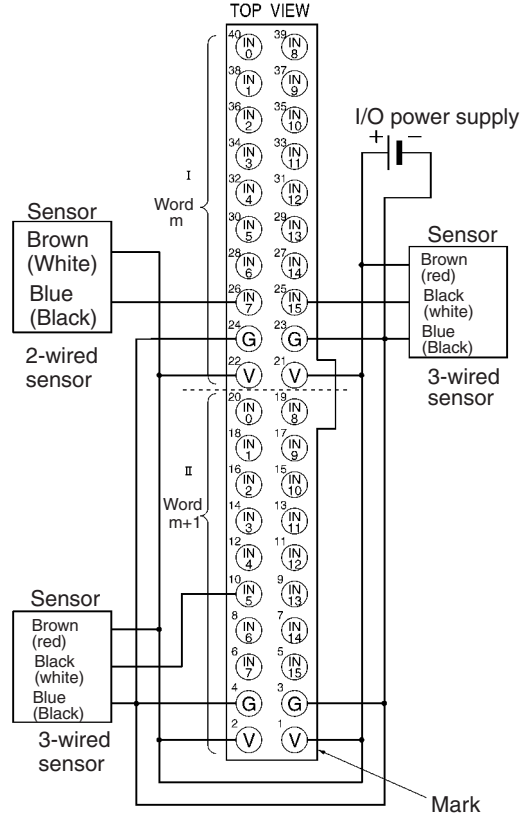 TOP VIEW
40 IN 0 39 IN 8
38 IN 1 37 IN 9
36 IN 2 35 IN 10
34 IN 3 33 IN 11
32 IN 4 31 IN 12
30 IN 5 29 IN 13
28 IN 6 27 IN 14
26 IN 7 25 IN 15
24 G 23 G
22 V 21 V
20 IN 0 19 IN 8
18 IN 1 17 IN 9
16 IN 2 15 IN 10
14 IN 3 13 IN 11
12 IN 4 11 IN 12
10 IN 5 9 IN 13
8 IN 6 7 IN 14
6 IN 7 5 IN 15
4 G 3 G
2 V 1 V
I
Word
m
II
Word
m+1
I/O power supply
+ −
Sensor
Brown
(White)
Blue
(Black)
2-wired
sensor
Sensor
Brown
(red)
Black
(white)
Blue
(Black)
3-wired
sensor
Sensor
Brown
(red)
Black
(white)
Blue
(Black)
3-wired
sensor
Mark